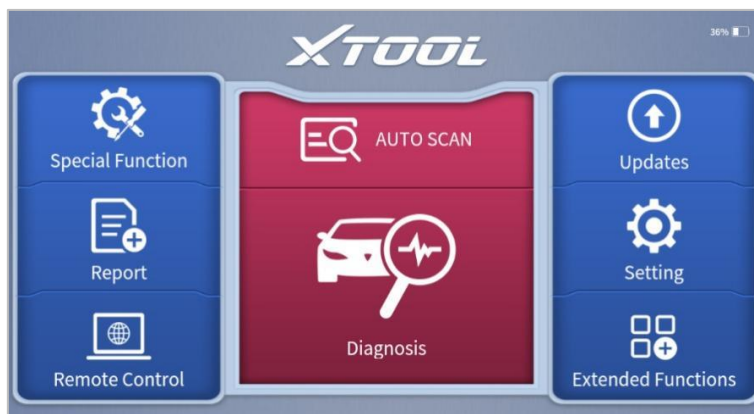 XTOOL
36%
Special Function
AUTO SCAN
Updates
Report
Diagnosis
Setting
Remote Control
Extended Functions